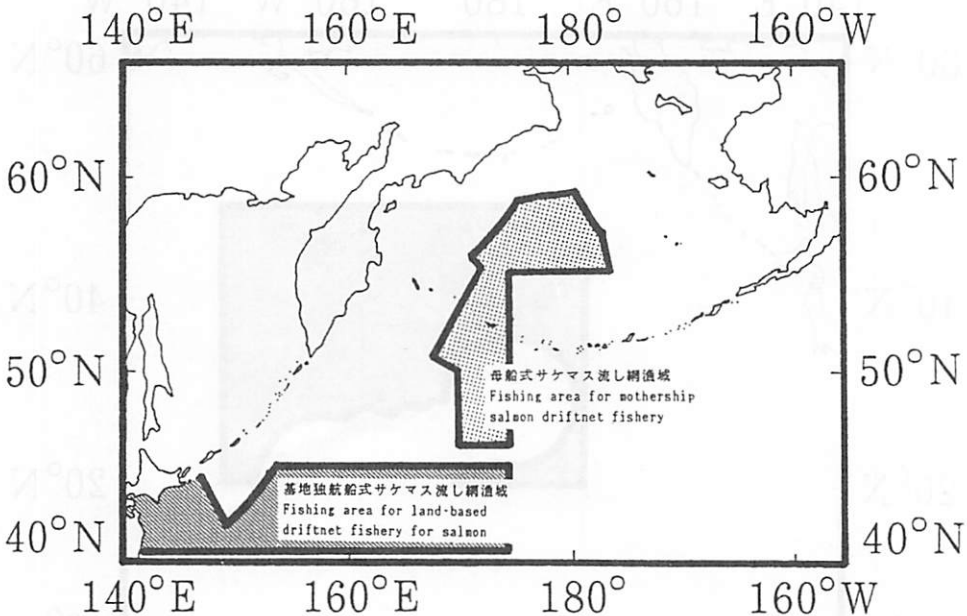 140°E 160°E 180° 160°W
60°N 60°N
50°N 50°N
母船式サケマス流し網漁域
Fishing area for mothership
salmon driftnet fishery
基地独航船式サケマス流し網漁域
Fishing area for land-based
driftnet fishery for salmon
40°N 40°N
140°E 160°E 180° 160°W